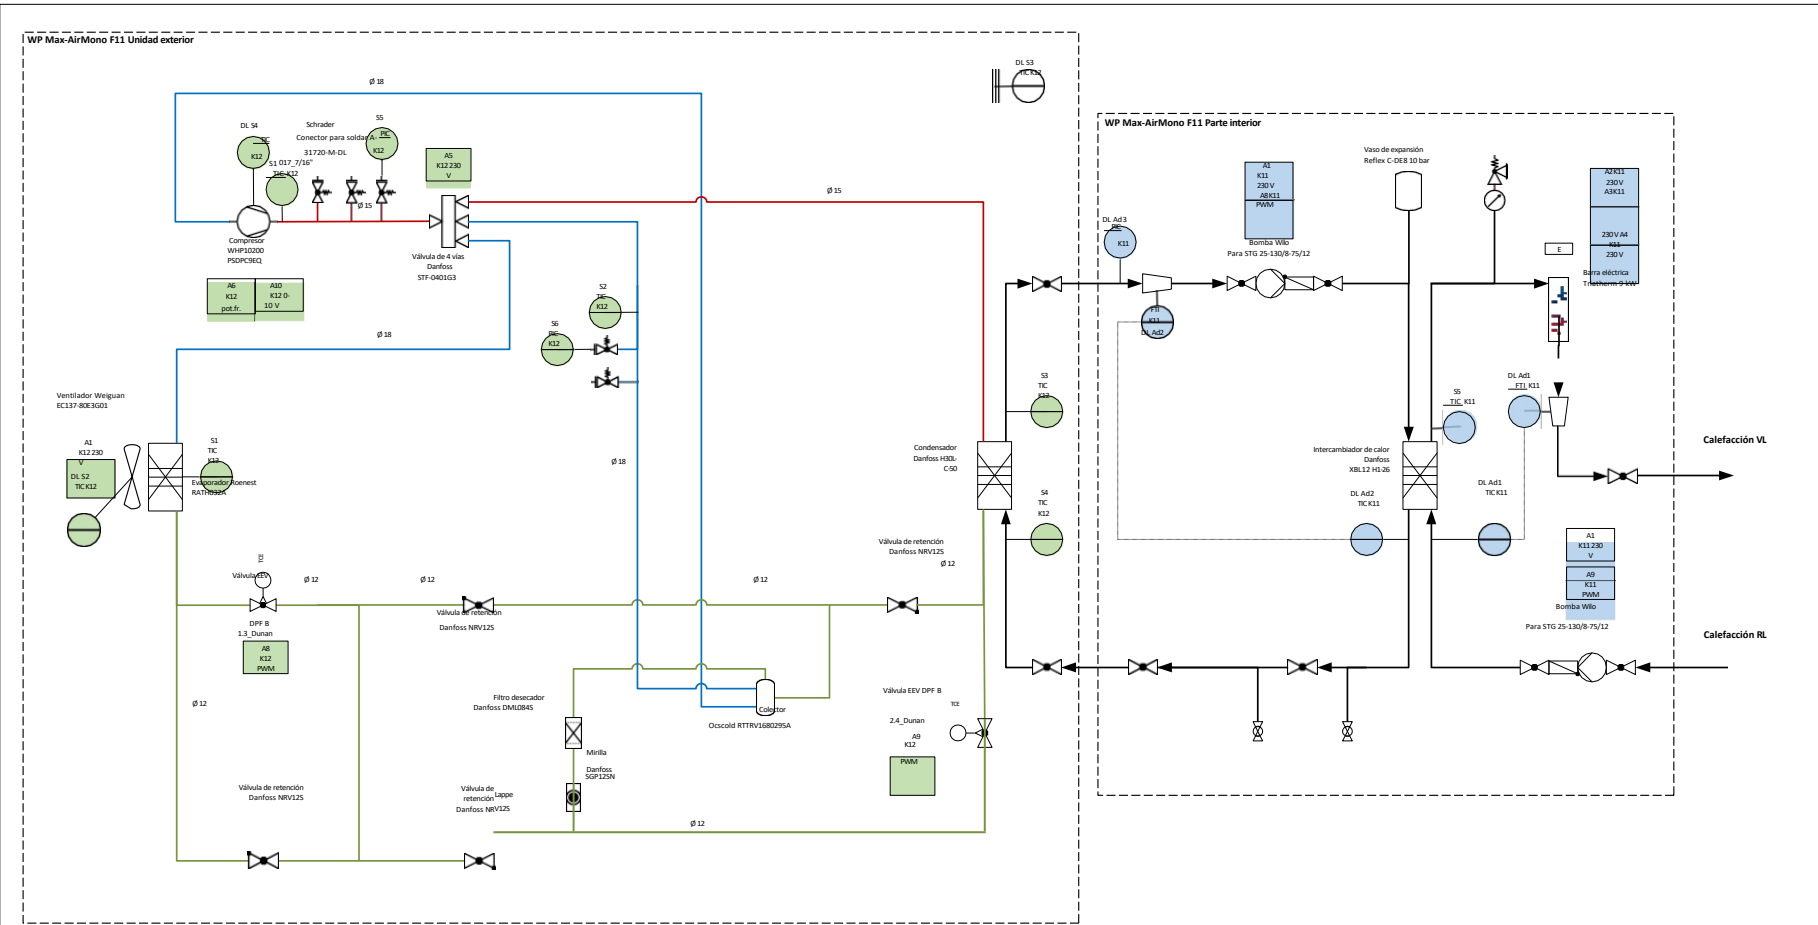 WP Max-AirMono F11 Unidad exterior
Ø 18
DL S4
TIC
K12
Schrader
Conector para soldar A-
31720-M-DL
017_7/16"
S1
TIC K12
S5
PIC
K12
Ø 15
A5
K12 230
V
Compresor
WHP10200
PSDPC9EQ
Válvula de 4 vías
Danfoss
STF-0401G3
A6
K12
pot.fr.
A10
K12 0-
10 V
Ø 18
Ø 15
DL S3
TIC K12
S2
TIC
K12
S6
PIC
K12
Ventilador Weiguan
EC137-80E3G01
A1
K12 230
V
DL S2
TIC K12
S1
TIC
K12
Evaporador Roenest
RATH032A
Ø 18
Condensador
Danfoss H30L-
C-50
S3
TIC
K12
S4
TIC
K12
Válvula de retención
Danfoss NRV12S
Ø 12
TCE
Válvula EEV
Ø 12
Ø 12
Ø 12
DPF B
1.3_Dunan
A8
K12
PWM
Válvula de retención
Danfoss NRV12S
Ø 12
Filtro desecador
Danfoss DML084S
Colector
Ocscold RTTRV1680295A
Mirilla
Danfoss
SGP12SN
Válvula EEV DPF B
TCE
2.4_Dunan
A9
K12
PWM
Válvula de retención
Danfoss NRV12S
Válvula de
retención
Lappe
Danfoss NRV12S
Ø 12
WP Max-AirMono F11 Parte interior
DL Ad3
PIC
K11
FTI
K11
DL Ad2
A1
K11
230 V
A8K11
PWM
Bomba Wilo
Para STG 25-130/8-75/12
Vaso de expansión
Reflex C-DE8 10 bar
A2K11
230 V
A3K11
230 V A4
K11
230 V
E
Barra eléctrica
Triatherm 9 kW
DL Ad1
FTI K11
S5
TIC K11
Intercambiador de calor
Danfoss
XBL12 H1-26
DL Ad2
TIC K11
DL Ad1
TIC K11
A1
K11 230
V
A9
K11
PWM
Bomba Wilo
Para STG 25-130/8-75/12
Calefacción VL
Calefacción RL